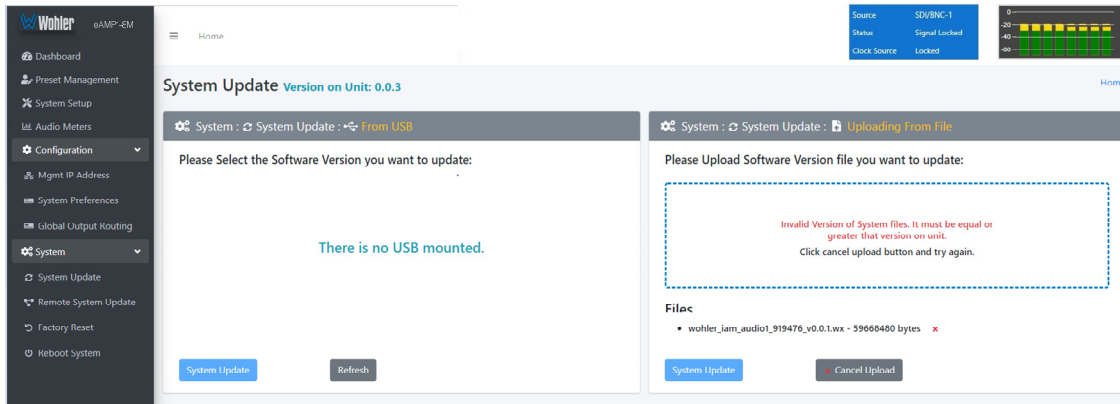 Wohler eAMP1-8M
Dashboard
Preset Management
System Setup
Audio Meters
Configuration
Mgmt IP Address
System Preferences
Global Output Routing
System
System Update
Remote System Update
Factory Reset
Reboot System
Home
Source SDI/BNC-1
Status Signal Locked
Clock Source Locked
0
-20
-40
-60
System Update Version on Unit: 0.0.3
Hom
System : System Update : From USB
Please Select the Software Version you want to update:
There is no USB mounted.
System Update Refresh
System : System Update : Uploading From File
Please Upload Software Version file you want to update:
Invalid Version of System files. It must be equal or
greater that version on unit.
Click cancel upload button and try again.
Files
wohler_iam_audio1_919476_v0.0.1.wx - 59668480 bytes x
System Update x Cancel Upload